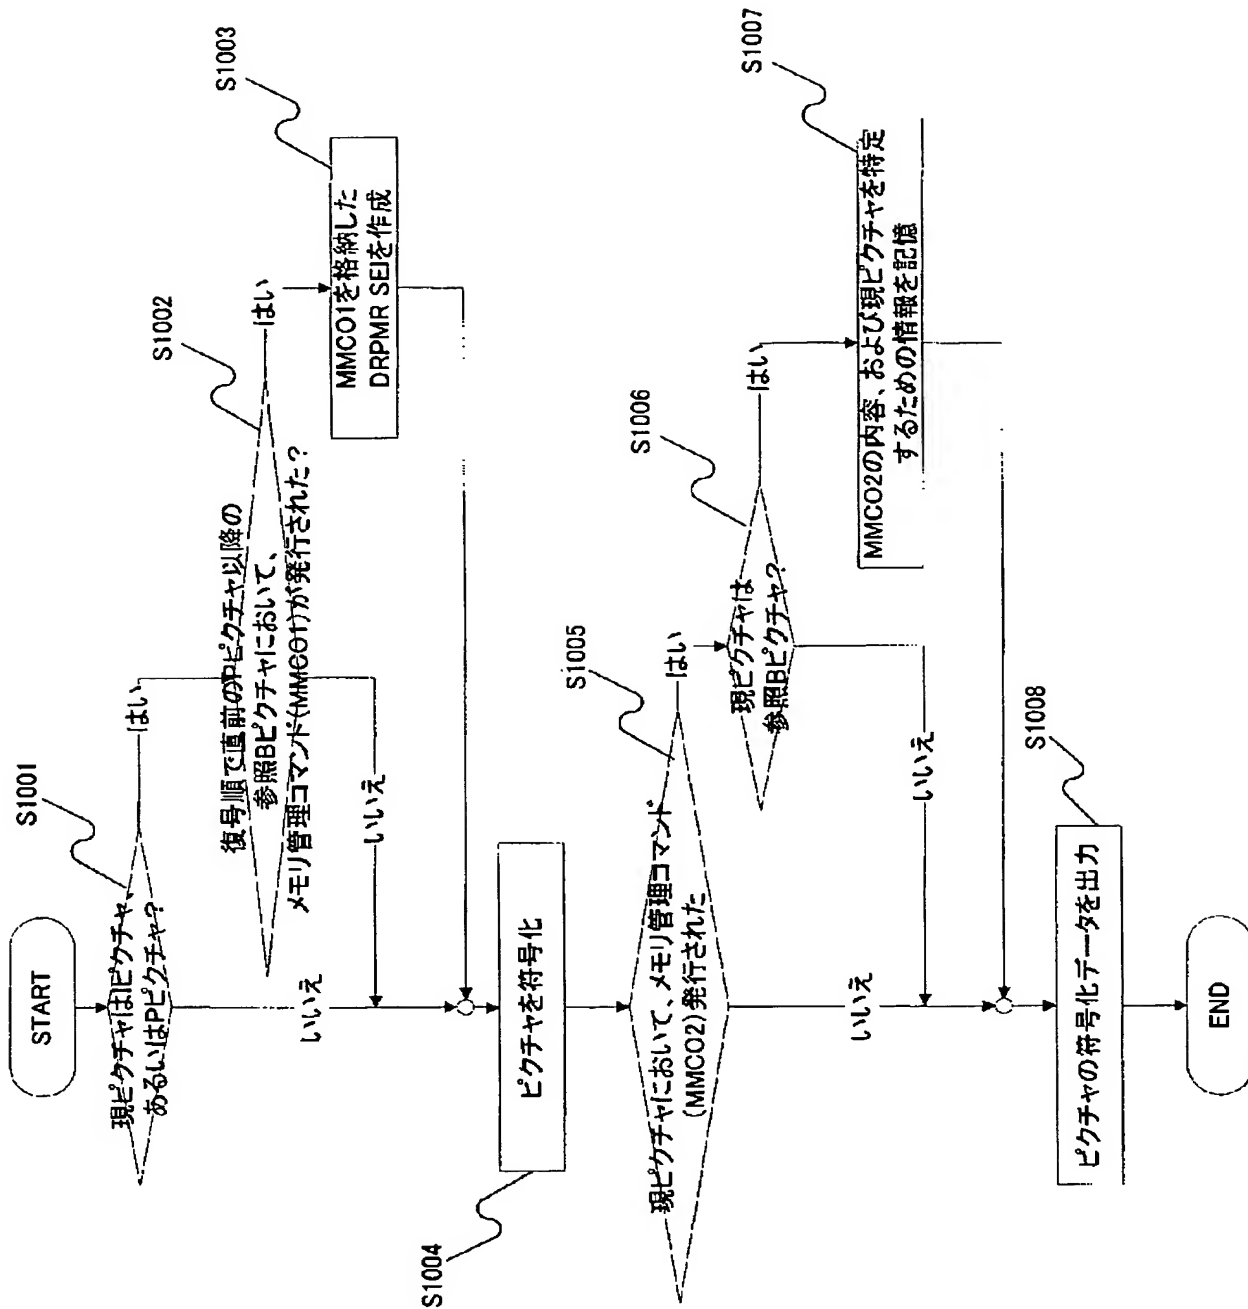 START
S1001
現ピクチャはIピクチャ、
あるいはPピクチャ?
はい
いいえ
S1002
復号順で直前のPピクチャ以降の
参照Bピクチャにおいて、
メモリ管理コマンド(MMCO1)が発行された?
はい
いいえ
S1003
MMCO1を格納した
DRPMR SEIを作成
S1004
ピクチャを符号化
S1005
現ピクチャにおいて、メモリ管理コマンド
(MMCO2)発行された
はい
いいえ
S1006
現ピクチャは
参照Bピクチャ?
はい
いいえ
S1007
MMCO2の内容、および現ピクチャを特定
するための情報を記憶
S1008
ピクチャの符号化データを出力
END